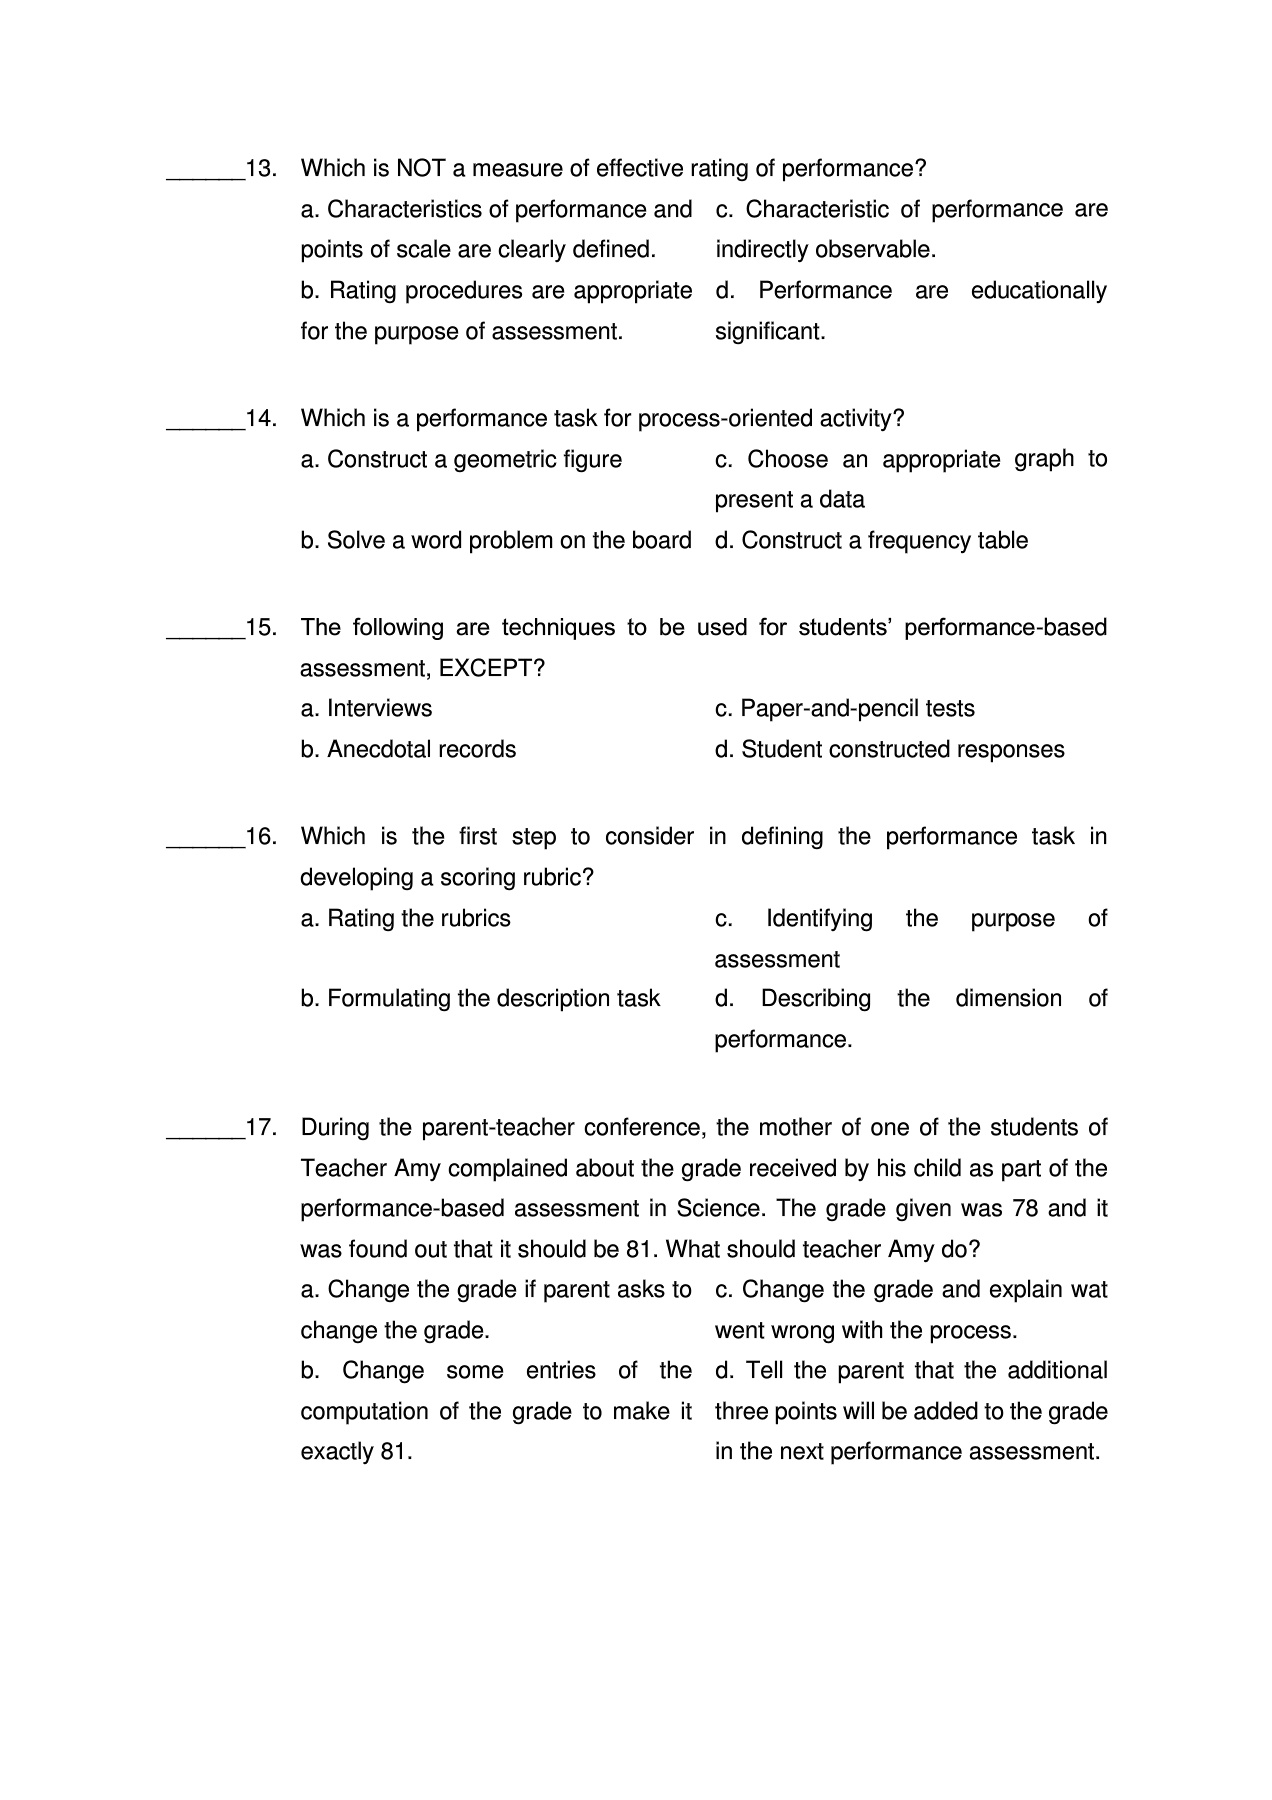 ______13. Which is NOT a measure of effective rating of performance?
a. Characteristics of performance and points of scale are clearly defined.
c. Characteristic of performance are indirectly observable.
b. Rating procedures are appropriate for the purpose of assessment.
d. Performance are educationally significant.
______14. Which is a performance task for process-oriented activity?
a. Construct a geometric figure
c. Choose an appropriate graph to present a data
b. Solve a word problem on the board
d. Construct a frequency table
______15. The following are techniques to be used for students’ performance-based assessment, EXCEPT?
a. Interviews
c. Paper-and-pencil tests
b. Anecdotal records
d. Student constructed responses
______16. Which is the first step to consider in defining the performance task in developing a scoring rubric?
a. Rating the rubrics
c. Identifying the purpose of assessment
b. Formulating the description task
d. Describing the dimension of performance.
______17. During the parent-teacher conference, the mother of one of the students of Teacher Amy complained about the grade received by his child as part of the performance-based assessment in Science. The grade given was 78 and it was found out that it should be 81. What should teacher Amy do?
a. Change the grade if parent asks to change the grade.
c. Change the grade and explain wat went wrong with the process.
b. Change some entries of the computation of the grade to make it exactly 81.
d. Tell the parent that the additional three points will be added to the grade in the next performance assessment.